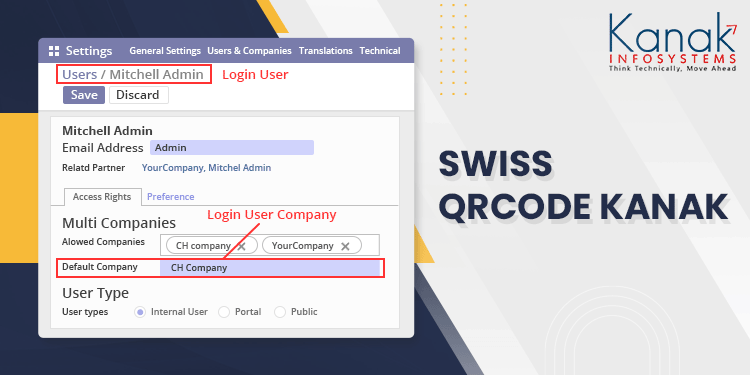 Settings General Settings Users & Companies Translations Technical
Users / Mitchell Admin Login User
Save Discard
Mitchell Admin
Email Address Admin
Relatd Partner YourCompany, Mitchel Admin
Access Rights Preference
Login User Company
Multi Companies
Alowed Companies CH company YourCompany
Default Company CH Company
User Type
User types Internal User Portal Public
Kanak
INFOSYSTEMS
Think Technically, Move Ahead
SWISS
QRCODE KANAK